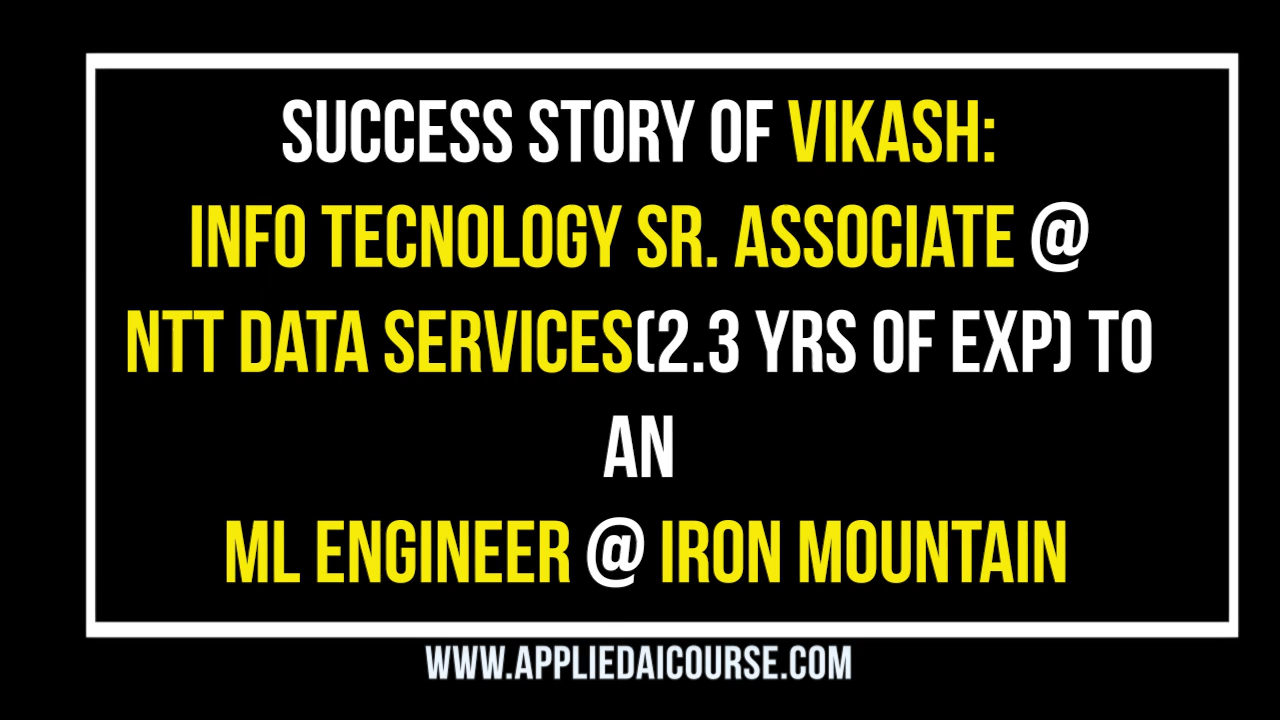 SUCCESS STORY OF VIKASH:
INFO TECNOLOGY SR. ASSOCIATE @
NTT DATA SERVICES(2.3 YRS OF EXP) TO
AN
ML ENGINEER @ IRON MOUNTAIN
WWW.APPLIEDAICOURSE.COM